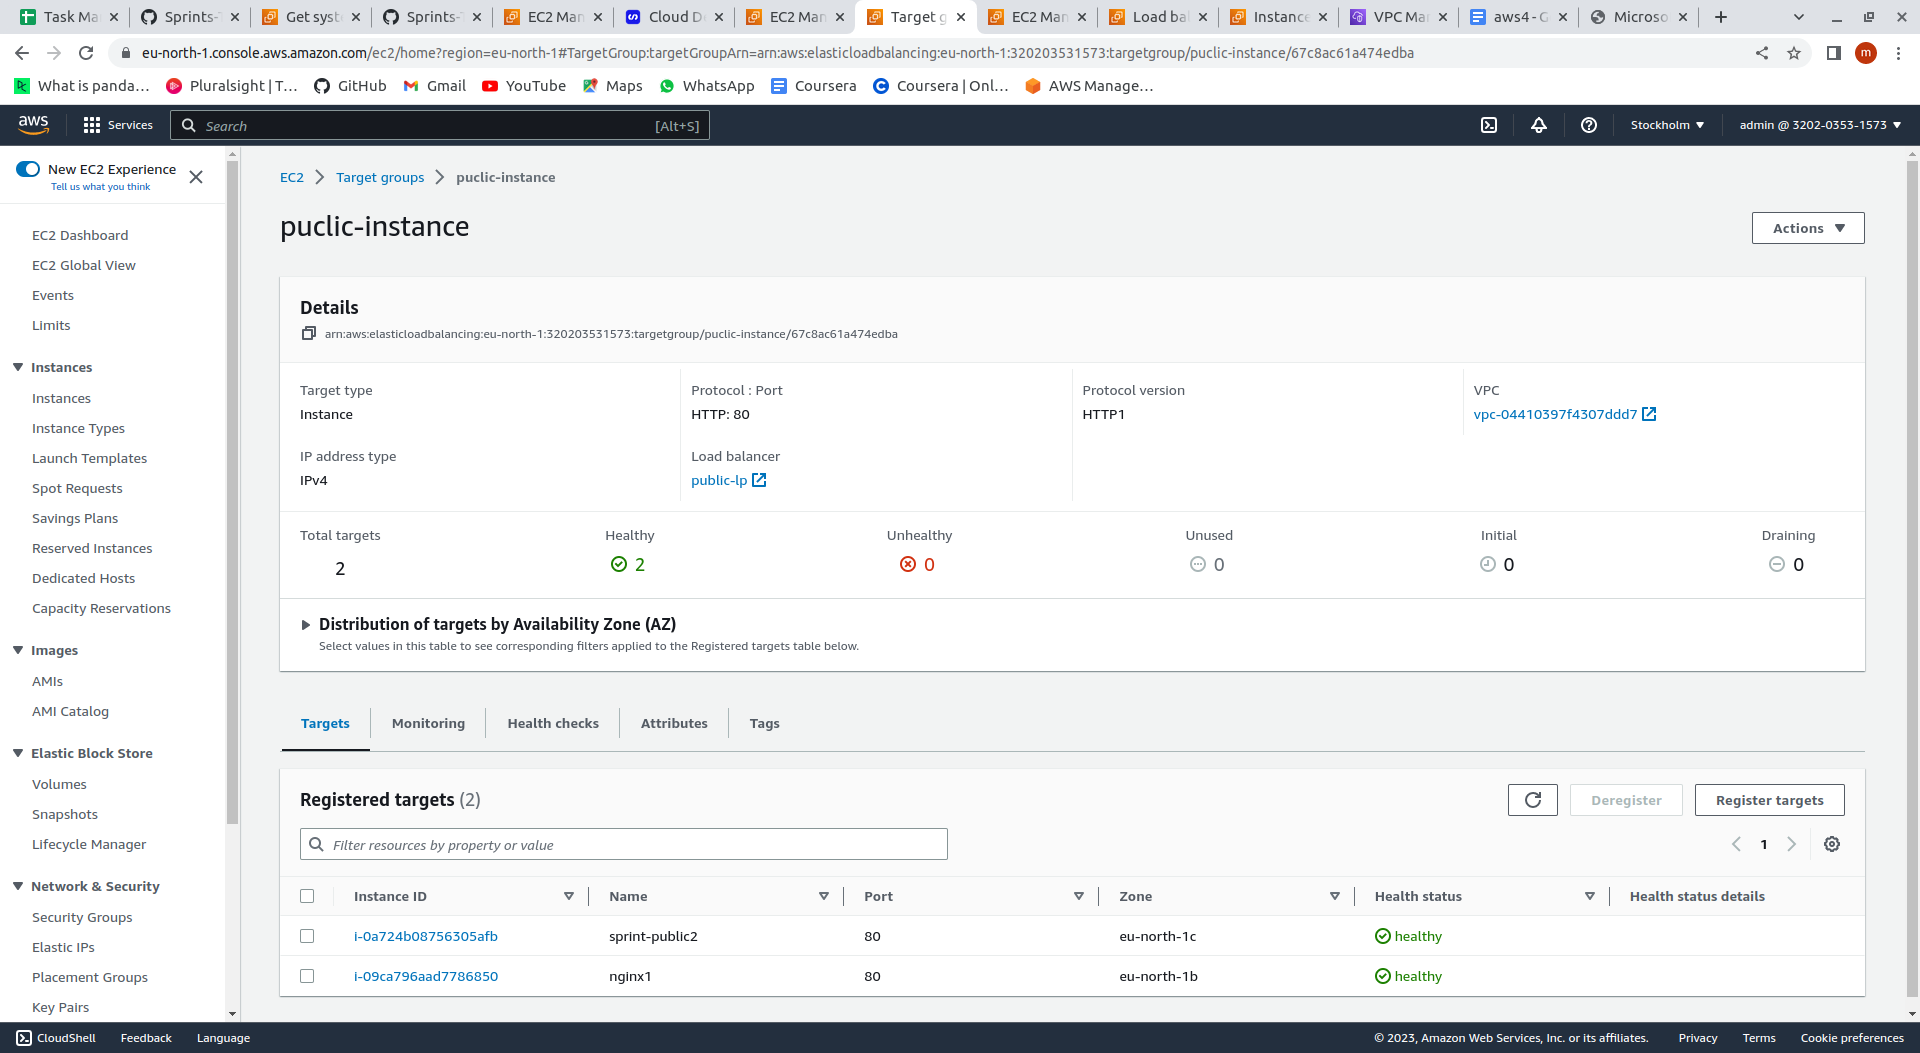 Task Ma
Sprints-
Get syst
Sprints-T
EC2 Man
Cloud D
EC2 Man
Target g
EC2 Man
Load bal
Instance
VPC Ma
aws4 - G
Microso
eu-north-1.console.aws.amazon.com/ec2/home?region=eu-north-1#TargetGroup:targetGroupArn=arn:aws:elasticloadbalancing:eu-north-1:320203531573:targetgroup/puclic-instance/67c8ac61a474edba
m
What is panda...
Pluralsight | T...
GitHub
Gmail
YouTube
Maps
WhatsApp
Coursera
Coursera | Onl...
AWS Manage...
aws
Services
Search
[Alt+S]
Stockholm
admin @ 3202-0353-1573
New EC2 Experience
Tell us what you think
EC2 Dashboard
EC2 Global View
Events
Limits
Instances
Instances
Instance Types
Launch Templates
Spot Requests
Savings Plans
Reserved Instances
Dedicated Hosts
Capacity Reservations
Images
AMIs
AMI Catalog
Elastic Block Store
Volumes
Snapshots
Lifecycle Manager
Network & Security
Security Groups
Elastic IPs
Placement Groups
Key Pairs
EC2 > Target groups > puclic-instance
puclic-instance
Actions
Details
arn:aws:elasticloadbalancing:eu-north-1:320203531573:targetgroup/puclic-instance/67c8ac61a474edba
Target type
Instance
Protocol : Port
HTTP: 80
Protocol version
HTTP1
VPC
vpc-04410397f4307ddd7
IP address type
IPv4
Load balancer
public-lp
Total targets
2
Healthy
2
Unhealthy
0
Unused
0
Initial
0
Draining
0
Distribution of targets by Availability Zone (AZ)
Select values in this table to see corresponding filters applied to the Registered targets table below.
Targets
Monitoring
Health checks
Attributes
Tags
Registered targets (2)
Deregister
Register targets
Filter resources by property or value
1
Instance ID Name Port Zone Health status Health status details
i-0a724b08756305afb sprint-public2 80 eu-north-1c healthy
i-09ca796aad7786850 nginx1 80 eu-north-1b healthy
CloudShell
Feedback
Language
© 2023, Amazon Web Services, Inc. or its affiliates.
Privacy
Terms
Cookie preferences